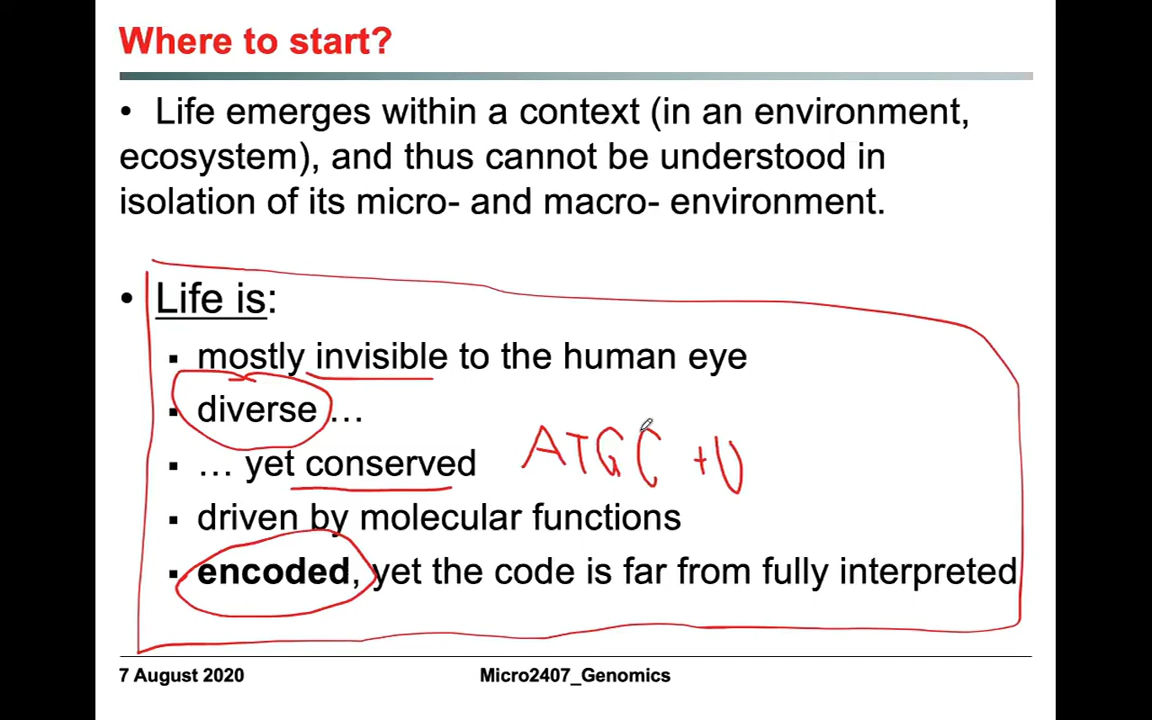 Where to start?
• Life emerges within a context (in an environment,
ecosystem), and thus cannot be understood in
isolation of its micro- and macro- environment.
• Life is:
▪ mostly invisible to the human eye
▪ diverse …
▪ … yet conserved ATGC +U
▪ driven by molecular functions
▪ encoded, yet the code is far from fully interpreted
7 August 2020 Micro2407_Genomics